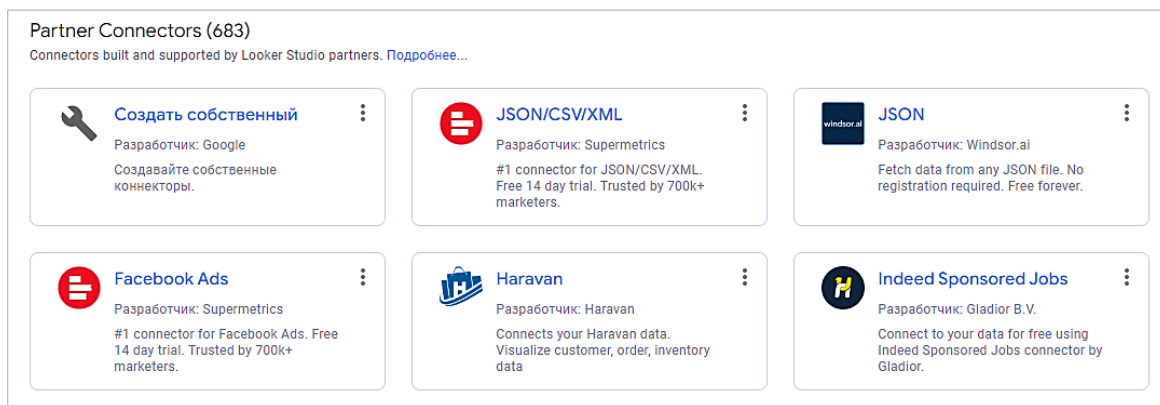 Partner Connectors (683)
Connectors built and supported by Looker Studio partners. Подробнее...
Создать собственный
Разработчик: Google
Создавайте собственные
коннекторы.
JSON/CSV/XML
Разработчик: Supermetrics
#1 connector for JSON/CSV/XML.
Free 14 day trial. Trusted by 700k+
marketers.
windsor.ai
JSON
Разработчик: Windsor.ai
Fetch data from any JSON file. No
registration required. Free forever.
Facebook Ads
Разработчик: Supermetrics
#1 connector for Facebook Ads. Free
14 day trial. Trusted by 700k+
marketers.
Haravan
Разработчик: Haravan
Connects your Haravan data.
Visualize customer, order, inventory
data
Indeed Sponsored Jobs
Разработчик: Gladior B.V.
Connect to your data for free using
Indeed Sponsored Jobs connector by
Gladior.